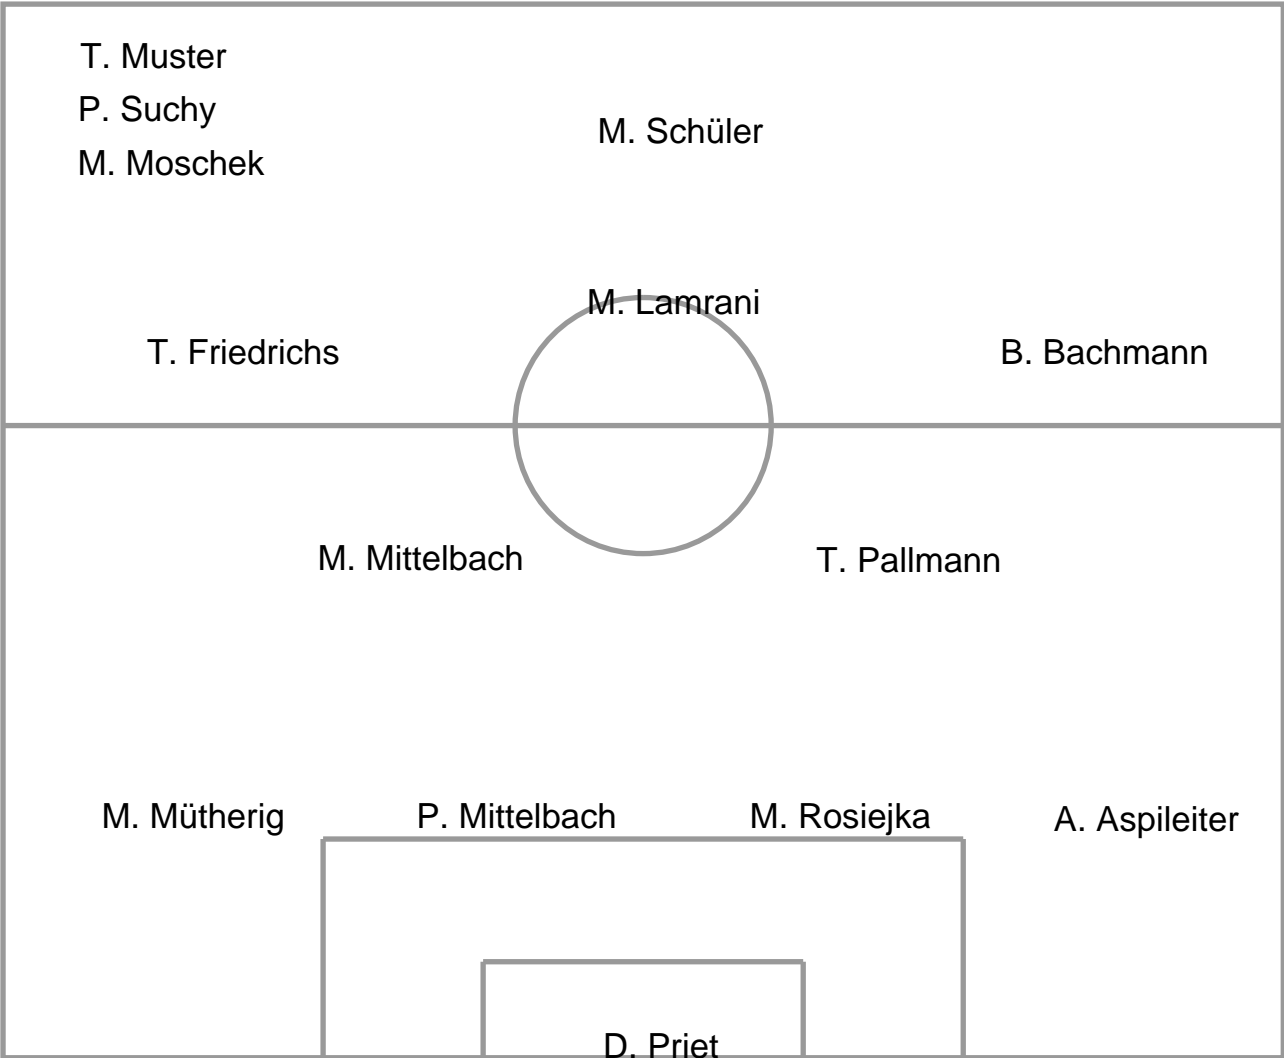 T. Muster
P. Suchy
M. Moschek
M. Schüler
M. Lamrani
T. Friedrichs
B. Bachmann
M. Mittelbach
T. Pallmann
M. Mütherig
P. Mittelbach
M. Rosiejka
A. Aspileiter
D. Priet